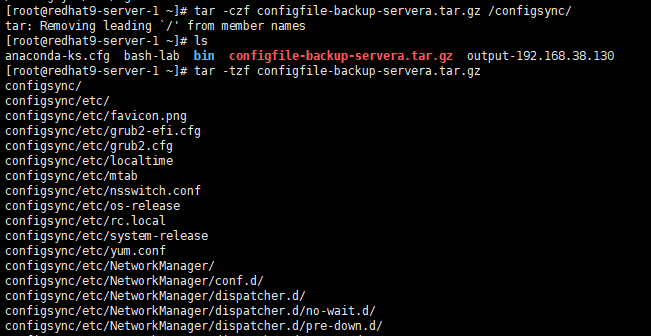 [root@redhat9-server-1 ~]# tar -czf configfile-backup-servera.tar.gz /configsync/
tar: Removing leading `/' from member names
[root@redhat9-server-1 ~]# ls
anaconda-ks.cfg bash-lab bin configfile-backup-servera.tar.gz output-192.168.38.130
[root@redhat9-server-1 ~]# tar -tzf configfile-backup-servera.tar.gz
configsync/
configsync/etc/
configsync/etc/favicon.png
configsync/etc/grub2-efi.cfg
configsync/etc/grub2.cfg
configsync/etc/localtime
configsync/etc/mtab
configsync/etc/nsswitch.conf
configsync/etc/os-release
configsync/etc/rc.local
configsync/etc/system-release
configsync/etc/yum.conf
configsync/etc/NetworkManager/
configsync/etc/NetworkManager/conf.d/
configsync/etc/NetworkManager/dispatcher.d/
configsync/etc/NetworkManager/dispatcher.d/no-wait.d/
configsync/etc/NetworkManager/dispatcher.d/pre-down.d/